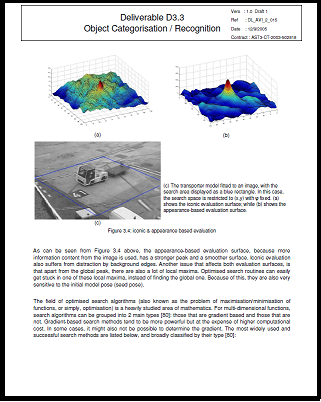 Deliverable D3.3
Object Categorisation / Recognition
Vers : 1.0 Draft 1
Ref : DL_AVI_2_015
Date : 12/9/2005
Contract : AST3-CT-2003-502818
(a)
(b)
(c)
(c) The transporter model fitted to an image, with the
search area displayed as a blue rectangle. In this case,
the search space is restricted to (x,y) with φ fixed. (a)
shows the iconic evaluation surface; while (b) shows the
appearance-based evaluation surface.
Figure 3.4: Iconic & appearance based evaluation
As can be seen from Figure 3.4 above, the appearance-based evaluation surface, because more
information content from the image is used, has a stronger peak and a smoother surface. Iconic evaluation
also suffers from distraction by background edges. Another issue that affects both evaluation surfaces, is
that apart from the global peak, there are also a lot of local maxima. Optimised search routines can easily
get stuck in one of these local maxima, instead of finding the global one. Because of this, they are also very
sensitive to the initial model pose (seed pose).
The field of optimised search algorithms (also known as the problem of maximisation/minimisation of
functions, or simply, optimisation) is a heavily studied area of mathematics. For multi-dimensional functions,
search algorithms can be grouped into 2 main types [80]: those that are gradient based and those that are
not. Gradient-based search methods tend to be more powerful but at the expense of higher computational
cost. In some cases, it might also not be possible to determine the gradient. The most widely used and
successful search methods are listed below, and broadly classified by their type [80]: